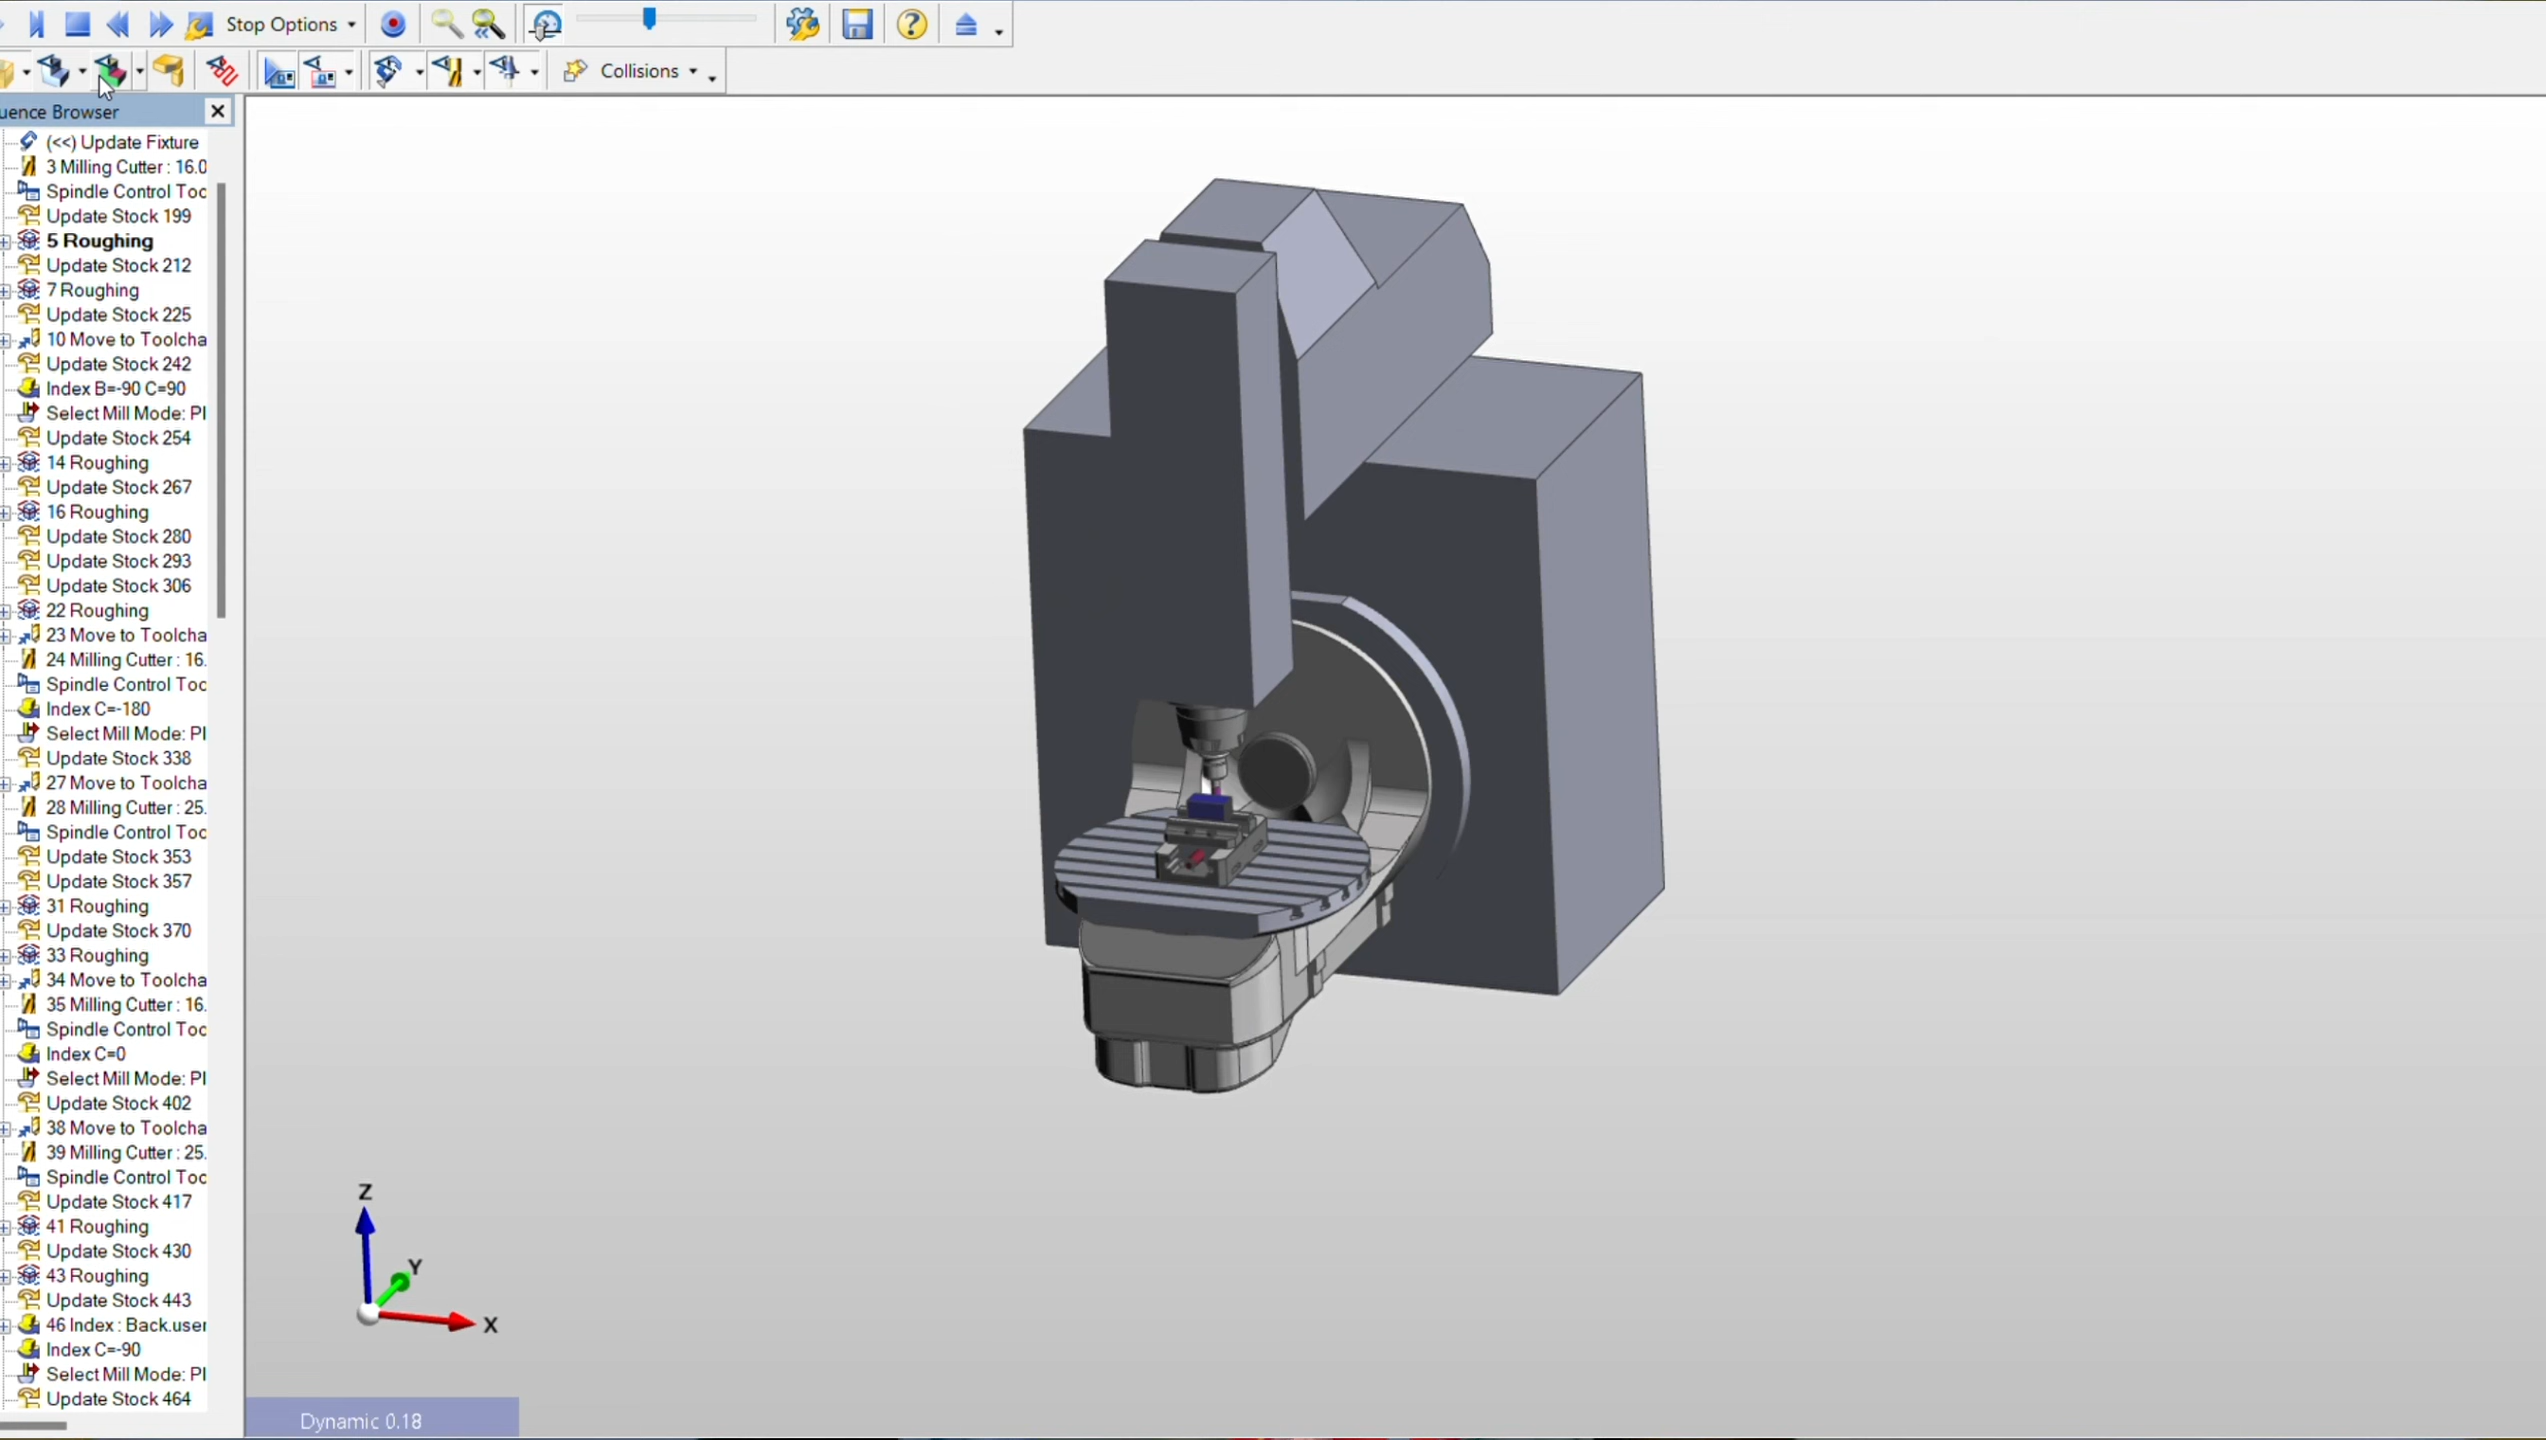 Stop Options
Collisions
uence Browser
(<<) Update Fixture
3 Milling Cutter : 16.0
Spindle Control Too
Update Stock 199
5 Roughing
Update Stock 212
7 Roughing
Update Stock 225
10 Move to Toolcha
Update Stock 242
Index B=-90 C=90
Select Mill Mode: Pl
Update Stock 254
14 Roughing
Update Stock 267
16 Roughing
Update Stock 280
Update Stock 293
Update Stock 306
22 Roughing
23 Move to Toolcha
24 Milling Cutter : 16.
Spindle Control Too
Index C=-180
Select Mill Mode: Pl
Update Stock 338
27 Move to Toolcha
28 Milling Cutter : 25.
Spindle Control Too
Update Stock 353
Update Stock 357
31 Roughing
Update Stock 370
33 Roughing
34 Move to Toolcha
35 Milling Cutter : 16.
Spindle Control Too
Index C=0
Select Mill Mode: Pl
Update Stock 402
38 Move to Toolcha
39 Milling Cutter : 25.
Spindle Control Too
Update Stock 417
41 Roughing
Update Stock 430
43 Roughing
Update Stock 443
46 Index : Back.user
Index C=-90
Select Mill Mode: Pl
Update Stock 464
Z
Y
X
Dynamic 0.18